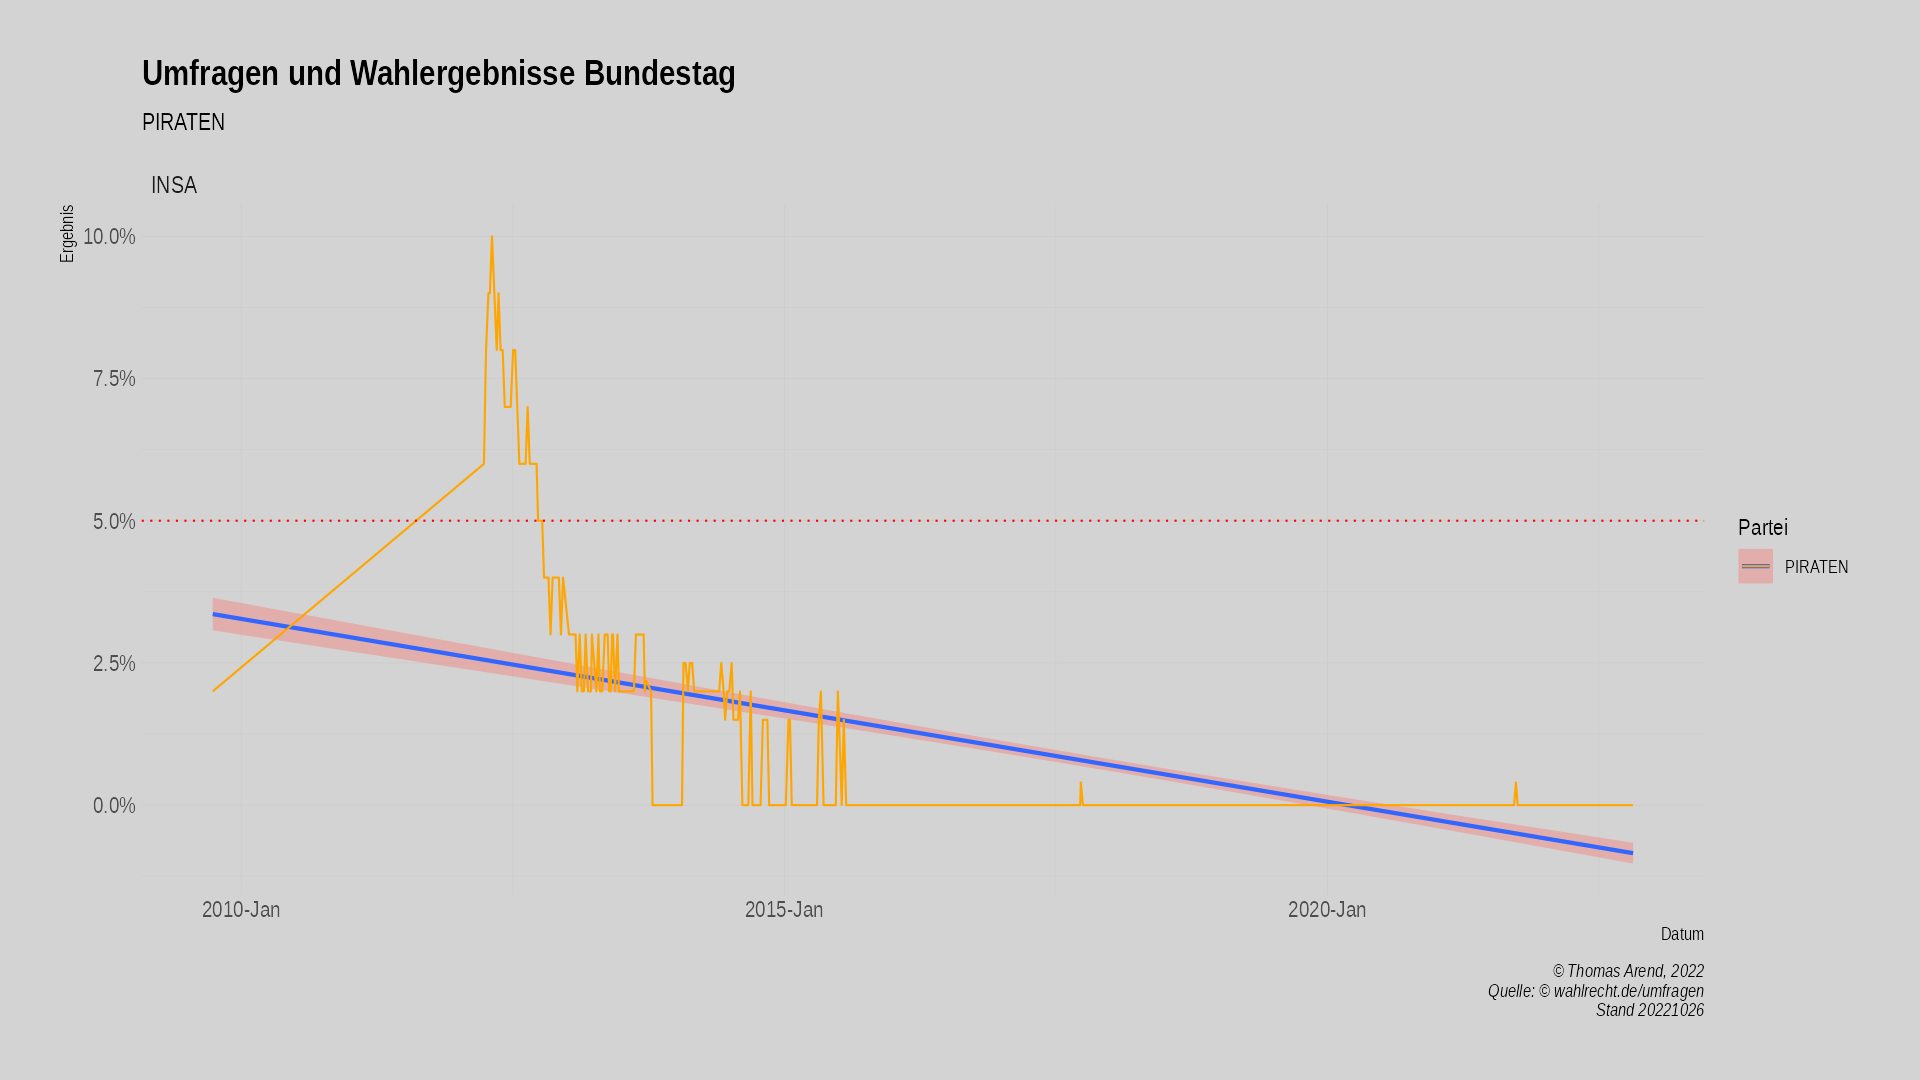 Umfragen und Wahlergebnisse Bundestag
PIRATEN
INSA
Ergebnis
10.0%
7.5%
5.0%
2.5%
0.0%
2010-Jan
2015-Jan
2020-Jan
Datum
Partei
PIRATEN
© Thomas Arend, 2022
Quelle: © wahlrecht.de/umfragen
Stand 20221026